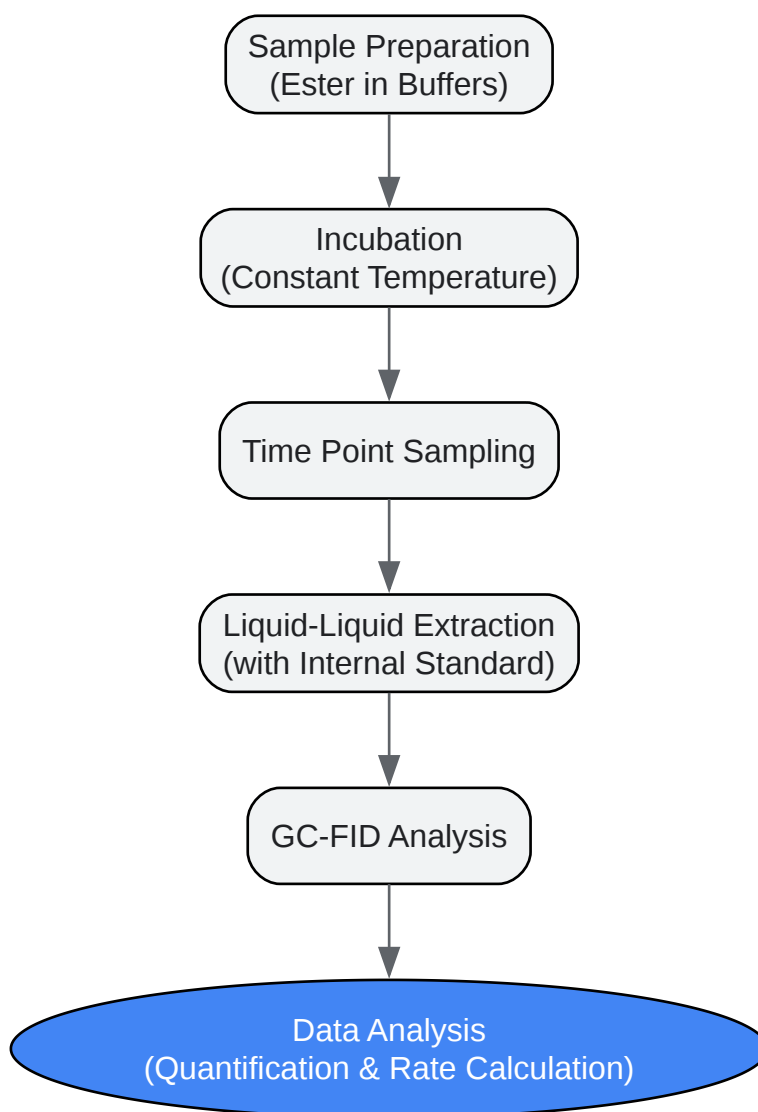 Sample Preparation
(Ester in Buffers)
Incubation
(Constant Temperature)
Time Point Sampling
Liquid-Liquid Extraction
(with Internal Standard)
GC-FID Analysis
Data Analysis
(Quantification & Rate Calculation)